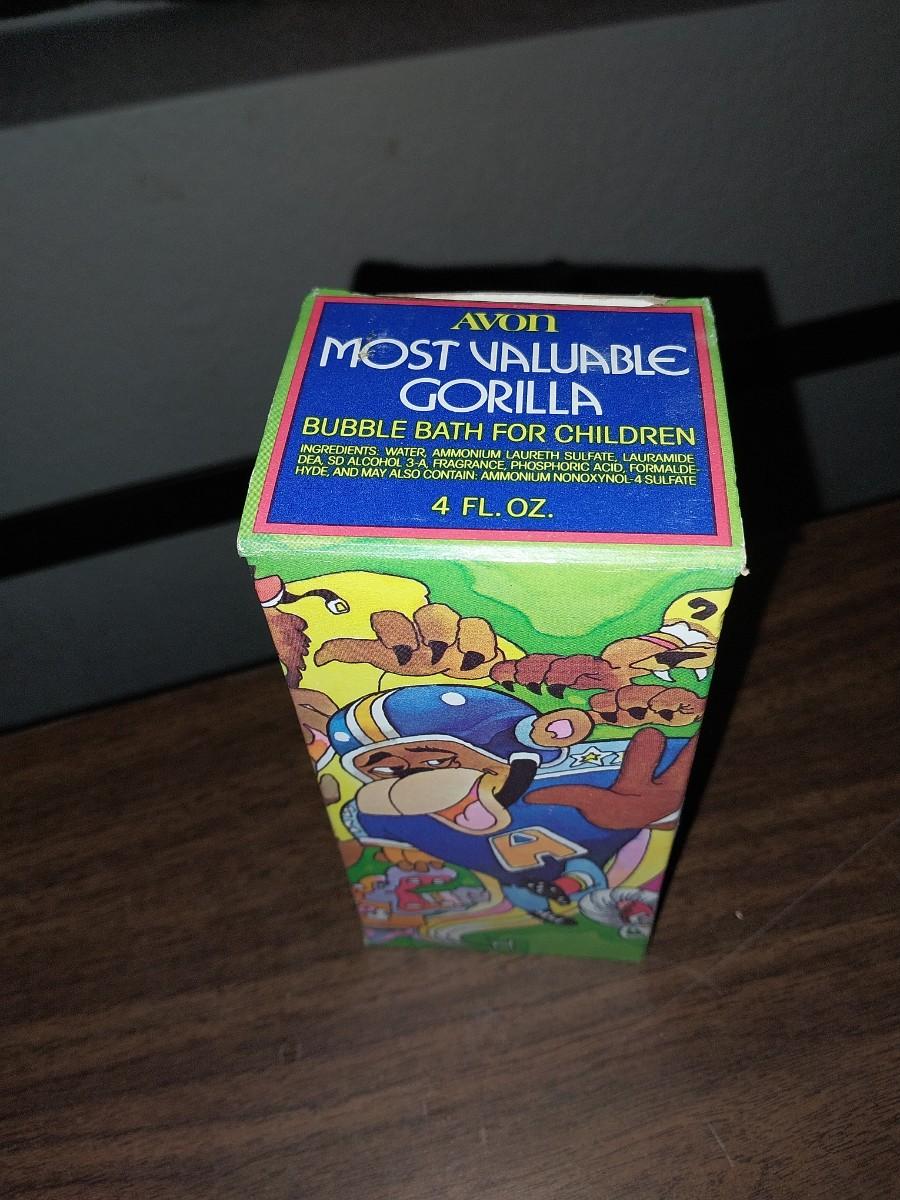 AVON
MOST VALUABLE
GORILLA
BUBBLE BATH FOR CHILDREN
INGREDIENTS: WATER, AMMONIUM LAURETH SULFATE, LAURAMIDE
DEA, SD ALCOHOL 3-A, FRAGRANCE, PHOSPHORIC ACID, FORMALDE-
HYDE, AND MAY ALSO CONTAIN: AMMONIUM NONOXYNOL-4 SULFATE
4 FL. OZ.
A